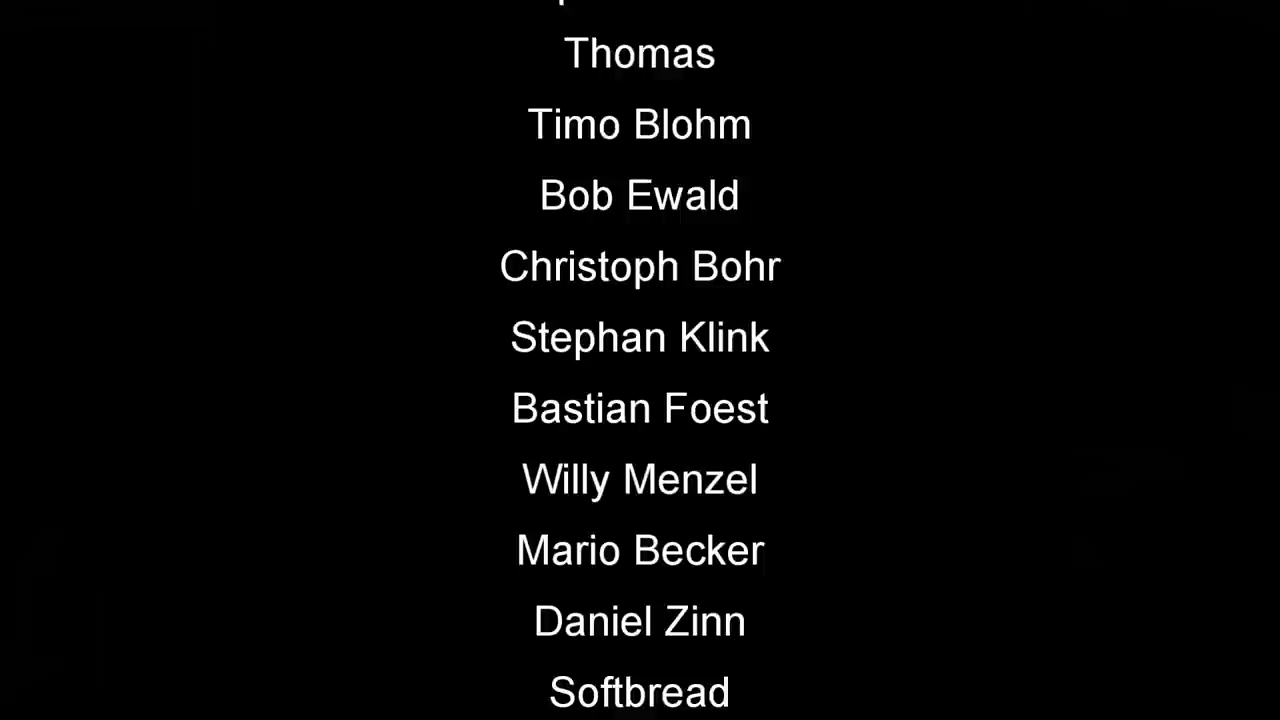 Thomas
Timo Blohm
Bob Ewald
Christoph Bohr
Stephan Klink
Bastian Foest
Willy Menzel
Mario Becker
Daniel Zinn
Softbread